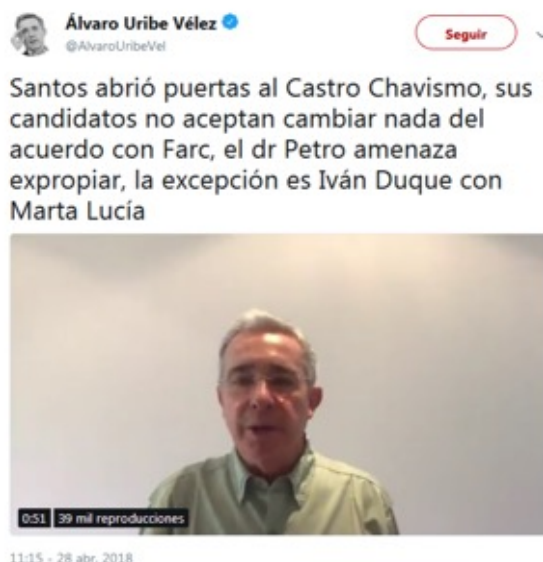 Álvaro Uribe Vélez
@AlvaroUribeVel
Seguir
Santos abrió puertas al Castro Chavismo, sus
candidatos no aceptan cambiar nada del
acuerdo con Farc, el dr Petro amenaza
expropiar, la excepción es Iván Duque con
Marta Lucía
0:51 39 mil reproducciones
11:15 - 28 abr. 2018